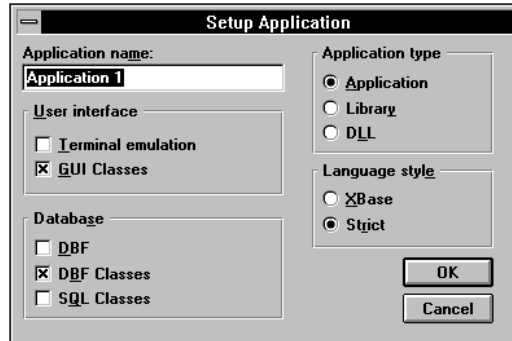 Setup Application
Application name:
Application 1
User interface
Terminal emulation
GUI Classes
Database
DBF
DBF Classes
SQL Classes
Application type
Application
Library
DLL
Language style
XBase
Strict
OK
Cancel